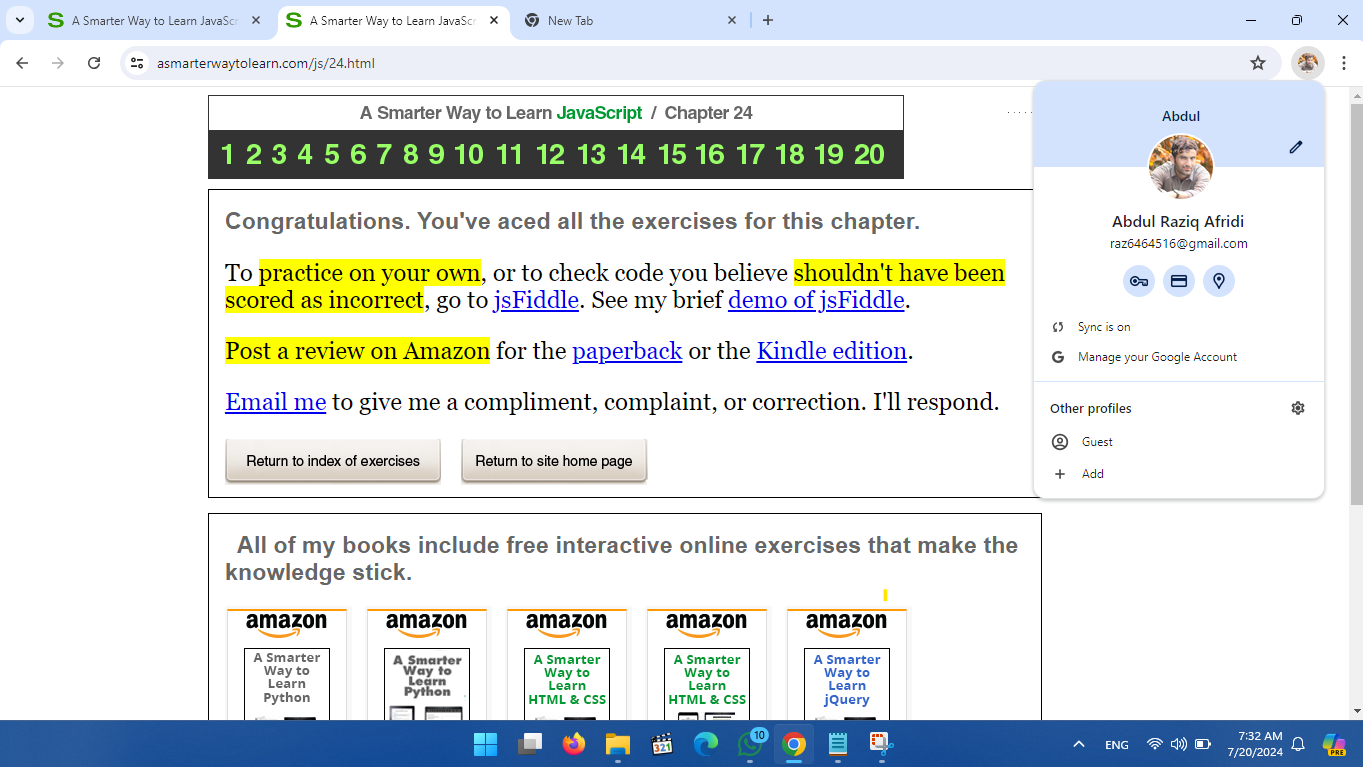 A Smarter Way to Learn JavaScr
A Smarter Way to Learn JavaScr
New Tab
asmarterwaytolearn.com/js/24.html
A Smarter Way to Learn JavaScript / Chapter 24
1 2 3 4 5 6 7 8 9 10 11 12 13 14 15 16 17 18 19 20
Congratulations. You've aced all the exercises for this chapter.
To practice on your own, or to check code you believe shouldn't have been
scored as incorrect, go to jsFiddle. See my brief demo of jsFiddle.
Post a review on Amazon for the paperback or the Kindle edition.
Email me to give me a compliment, complaint, or correction. I'll respond.
Return to index of exercises
Return to site home page
Abdul
Abdul Raziq Afridi
raz6464516@gmail.com
Sync is on
Manage your Google Account
Other profiles
Guest
Add
All of my books include free interactive online exercises that make the
knowledge stick.
amazon
A Smarter
Way to
Learn
Python
amazon
A Smarter
Way to
Learn
Python
amazon
A Smarter
Way to
Learn
HTML & CSS
amazon
A Smarter
Way to
Learn
HTML & CSS
amazon
A Smarter
Way to
Learn
jQuery
321
10
ENG
7:32 AM
7/20/2024
PRE